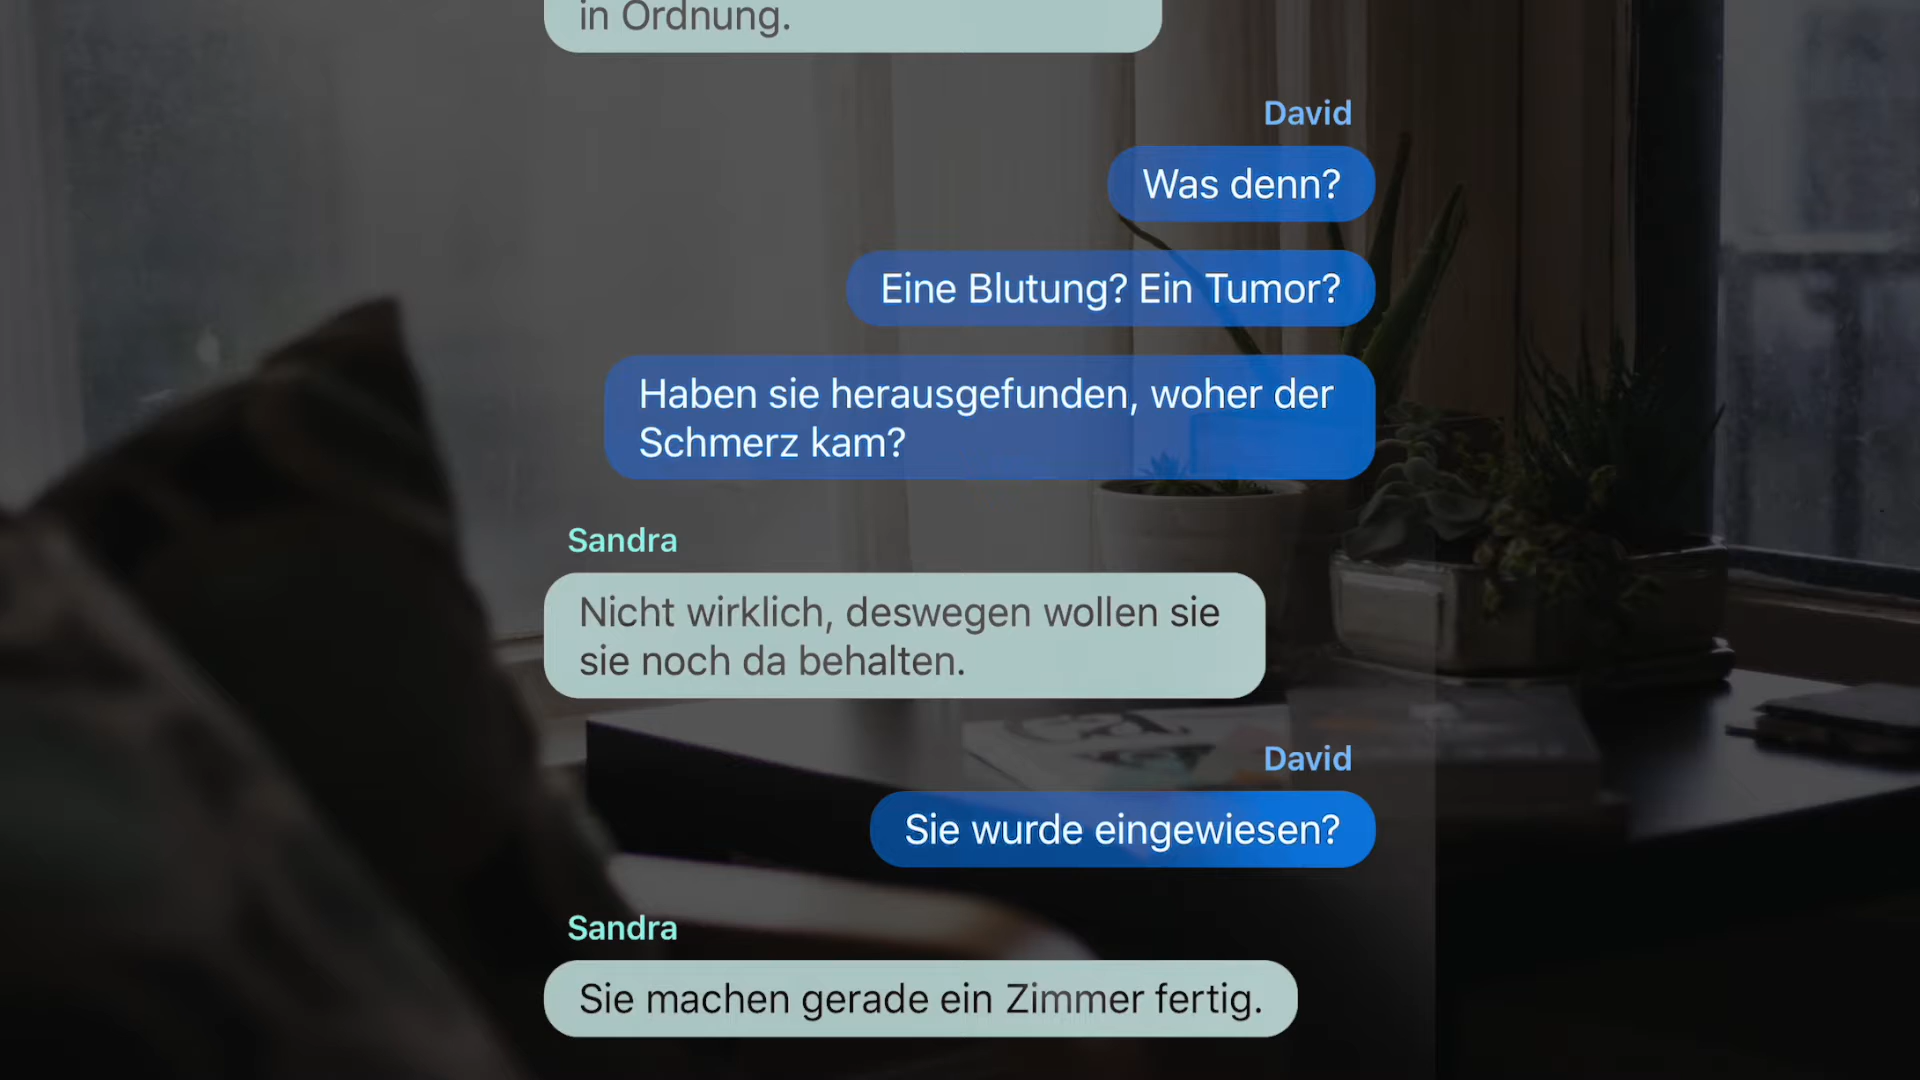 in Ordnung.
David
Was denn?
Eine Blutung? Ein Tumor?
Haben sie herausgefunden, woher der
Schmerz kam?
Sandra
Nicht wirklich, deswegen wollen sie
sie noch da behalten.
David
Sie wurde eingewiesen?
Sandra
Sie machen gerade ein Zimmer fertig.